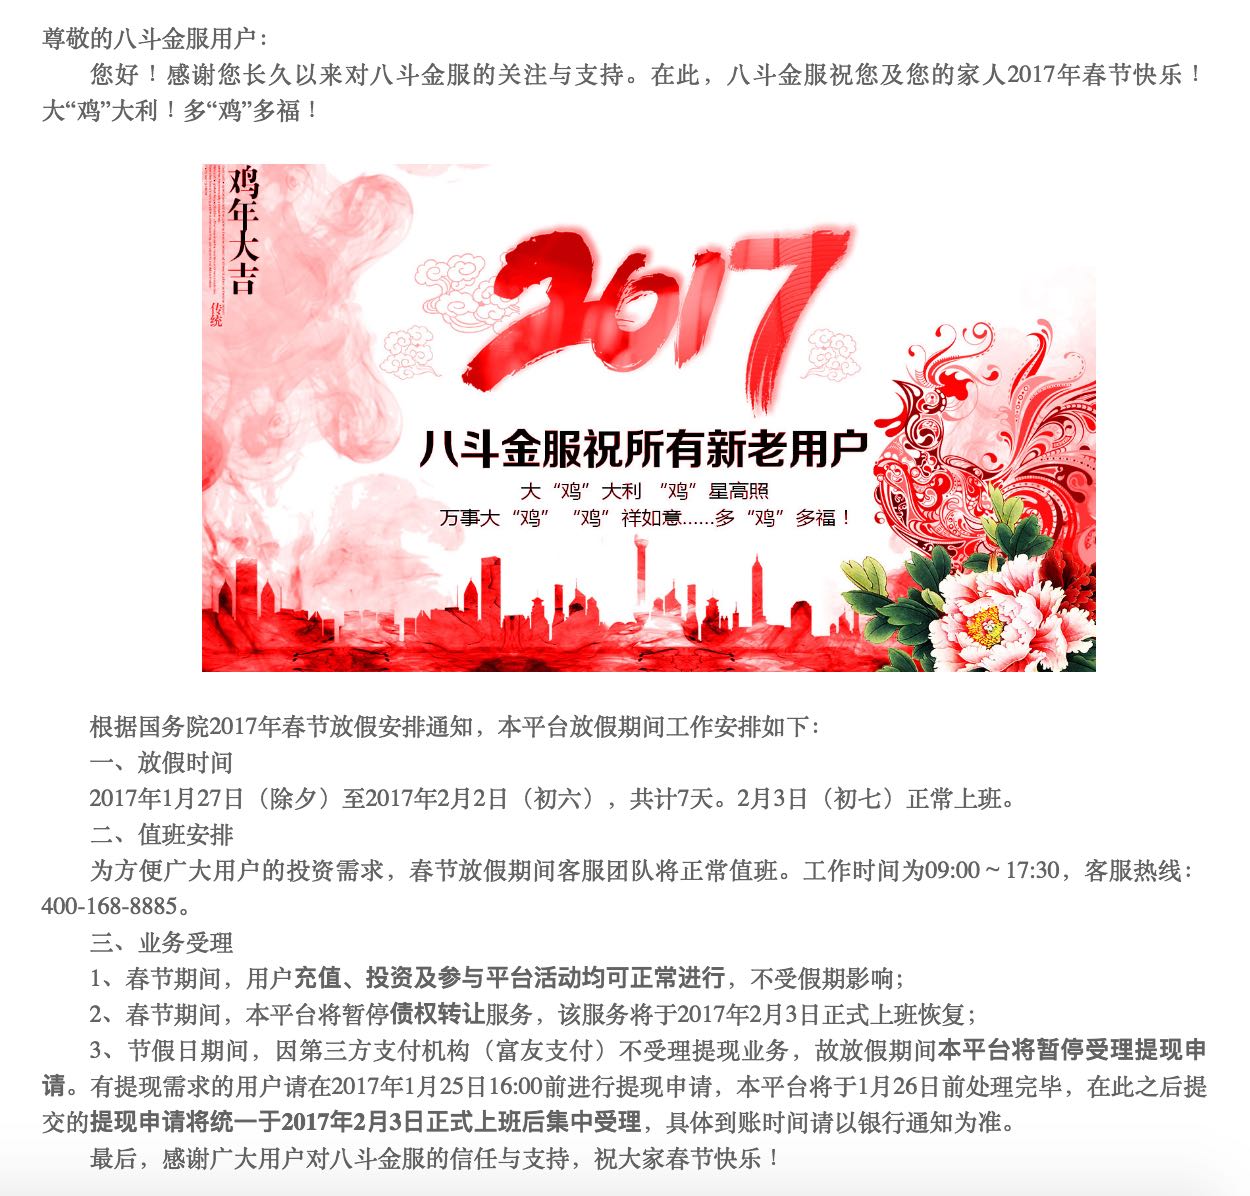 尊敬的八斗金服用户：
您好！感谢您长久以来对八斗金服的关注与支持。在此，八斗金服祝您及您的家人2017年春节快乐！
大“鸡”大利！多“鸡”多福！
鸡年大吉
传统
2017
八斗金服祝所有新老用户
大“鸡”大利 “鸡”星高照
万事大“鸡” “鸡”祥如意......多“鸡”多福！
根据国务院2017年春节放假安排通知，本平台放假期间工作安排如下：
一、放假时间
2017年1月27日（除夕）至2017年2月2日（初六），共计7天。2月3日（初七）正常上班。
二、值班安排
为方便广大用户的投资需求，春节放假期间客服团队将正常值班。工作时间为09:00～17:30，客服热线：
400-168-8885。
三、业务受理
1、春节期间，用户充值、投资及参与平台活动均可正常进行，不受假期影响；
2、春节期间，本平台将暂停债权转让服务，该服务将于2017年2月3日正式上班恢复；
3、节假日期间，因第三方支付机构（富友支付）不受理提现业务，故放假期间本平台将暂停受理提现申
请。有提现需求的用户请在2017年1月25日16:00前进行提现申请，本平台将于1月26日前处理完毕，在此之后提
交的提现申请将统一于2017年2月3日正式上班后集中受理，具体到账时间请以银行通知为准。
最后，感谢广大用户对八斗金服的信任与支持，祝大家春节快乐！